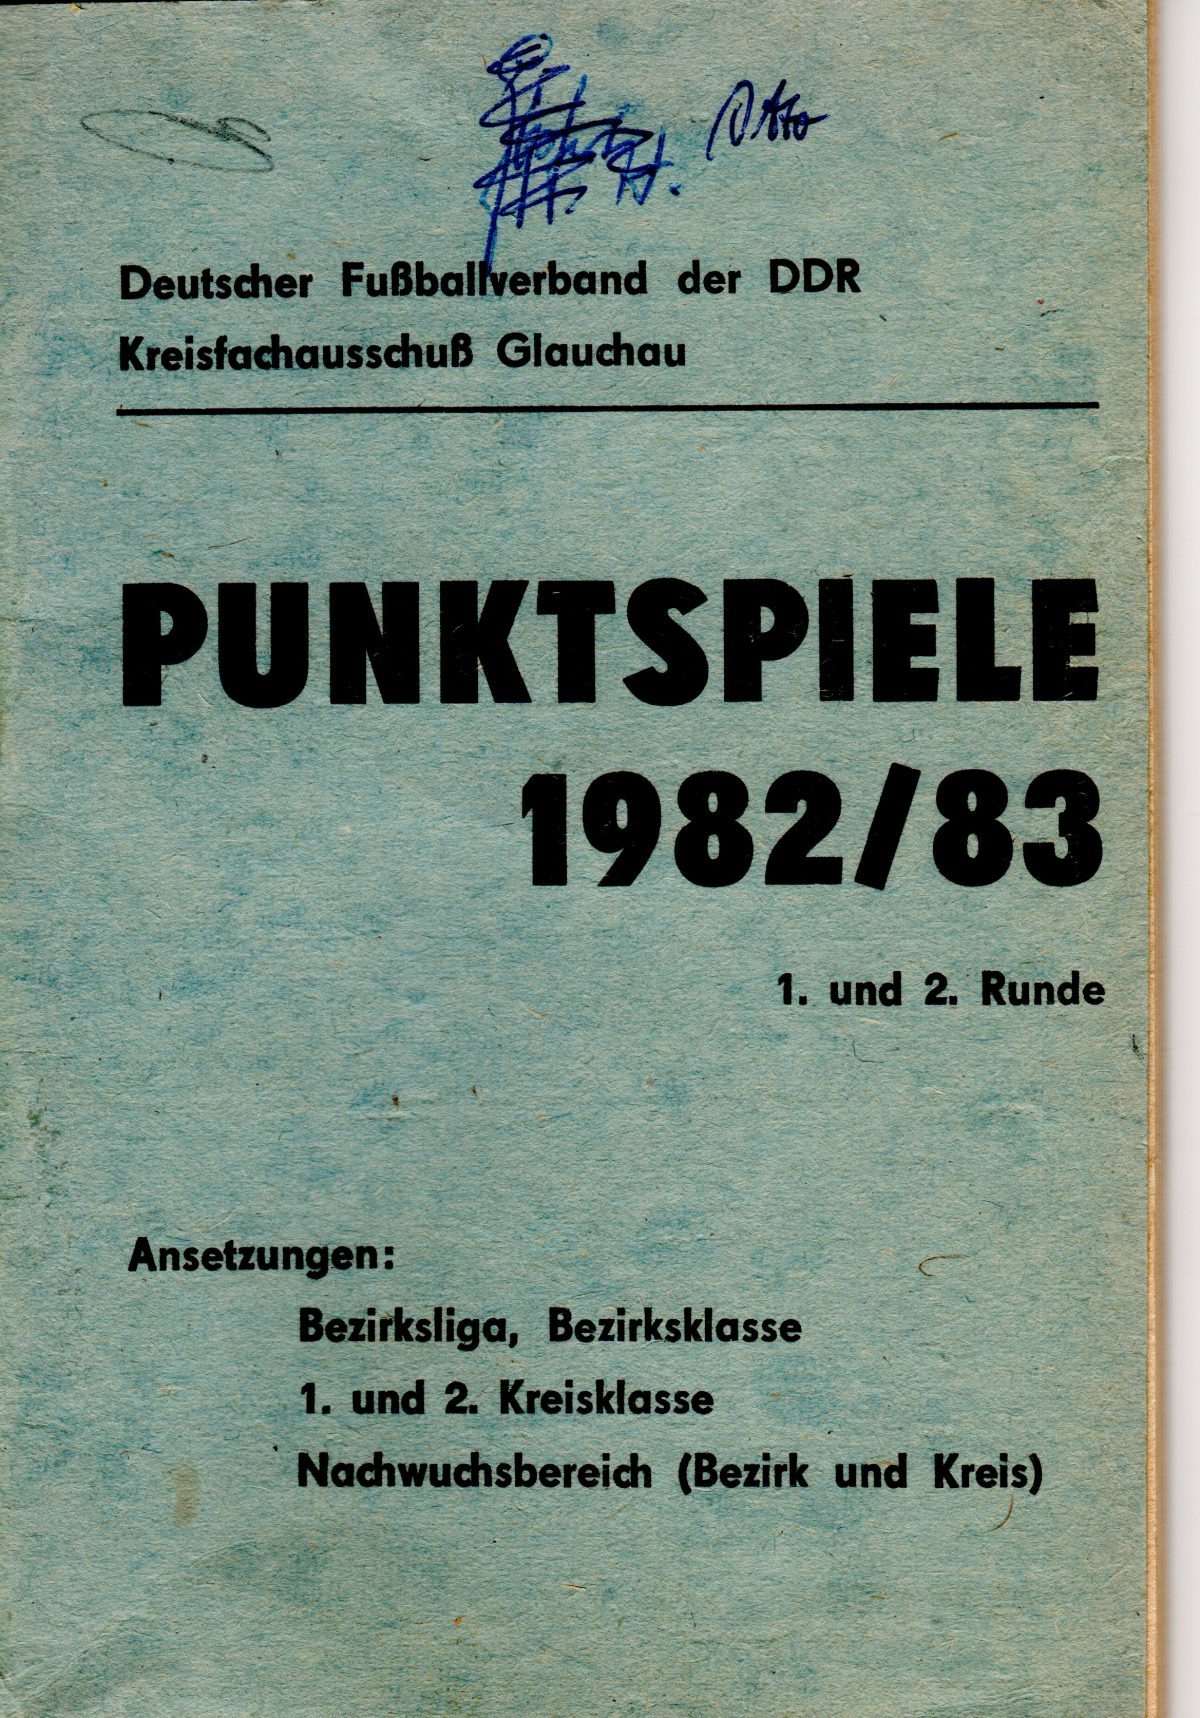 Otto
Deutscher Fußballverband der DDR
Kreisfachausschuß Glauchau
PUNKTSPIELE
1982/83
1. und 2. Runde
Ansetzungen:
Bezirksliga, Bezirksklasse
1. und 2. Kreisklasse
Nachwuchsbereich (Bezirk und Kreis)